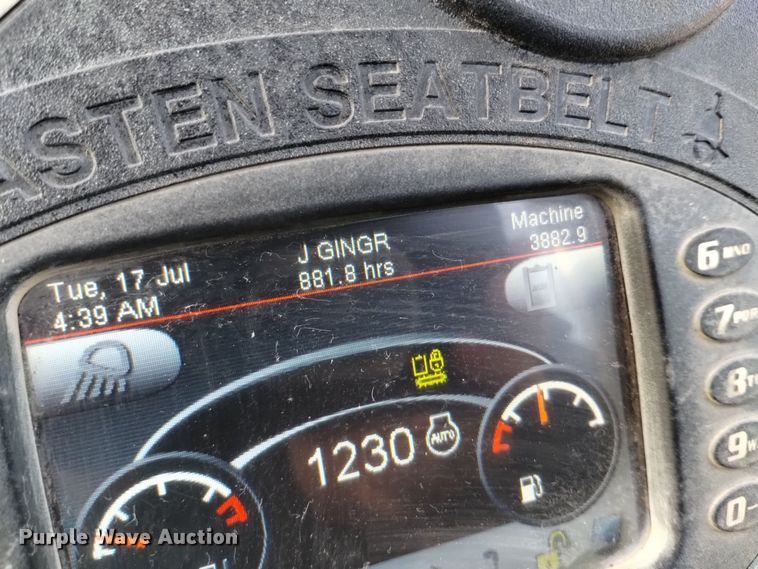 ASTEN SEATBELT
Tue, 17 Jul
4:39 AM
J GINGR
881.8 hrs
Machine
3882.9
1230
AUTO
6 MNO
7
8
9
0
Purple Wave Auction